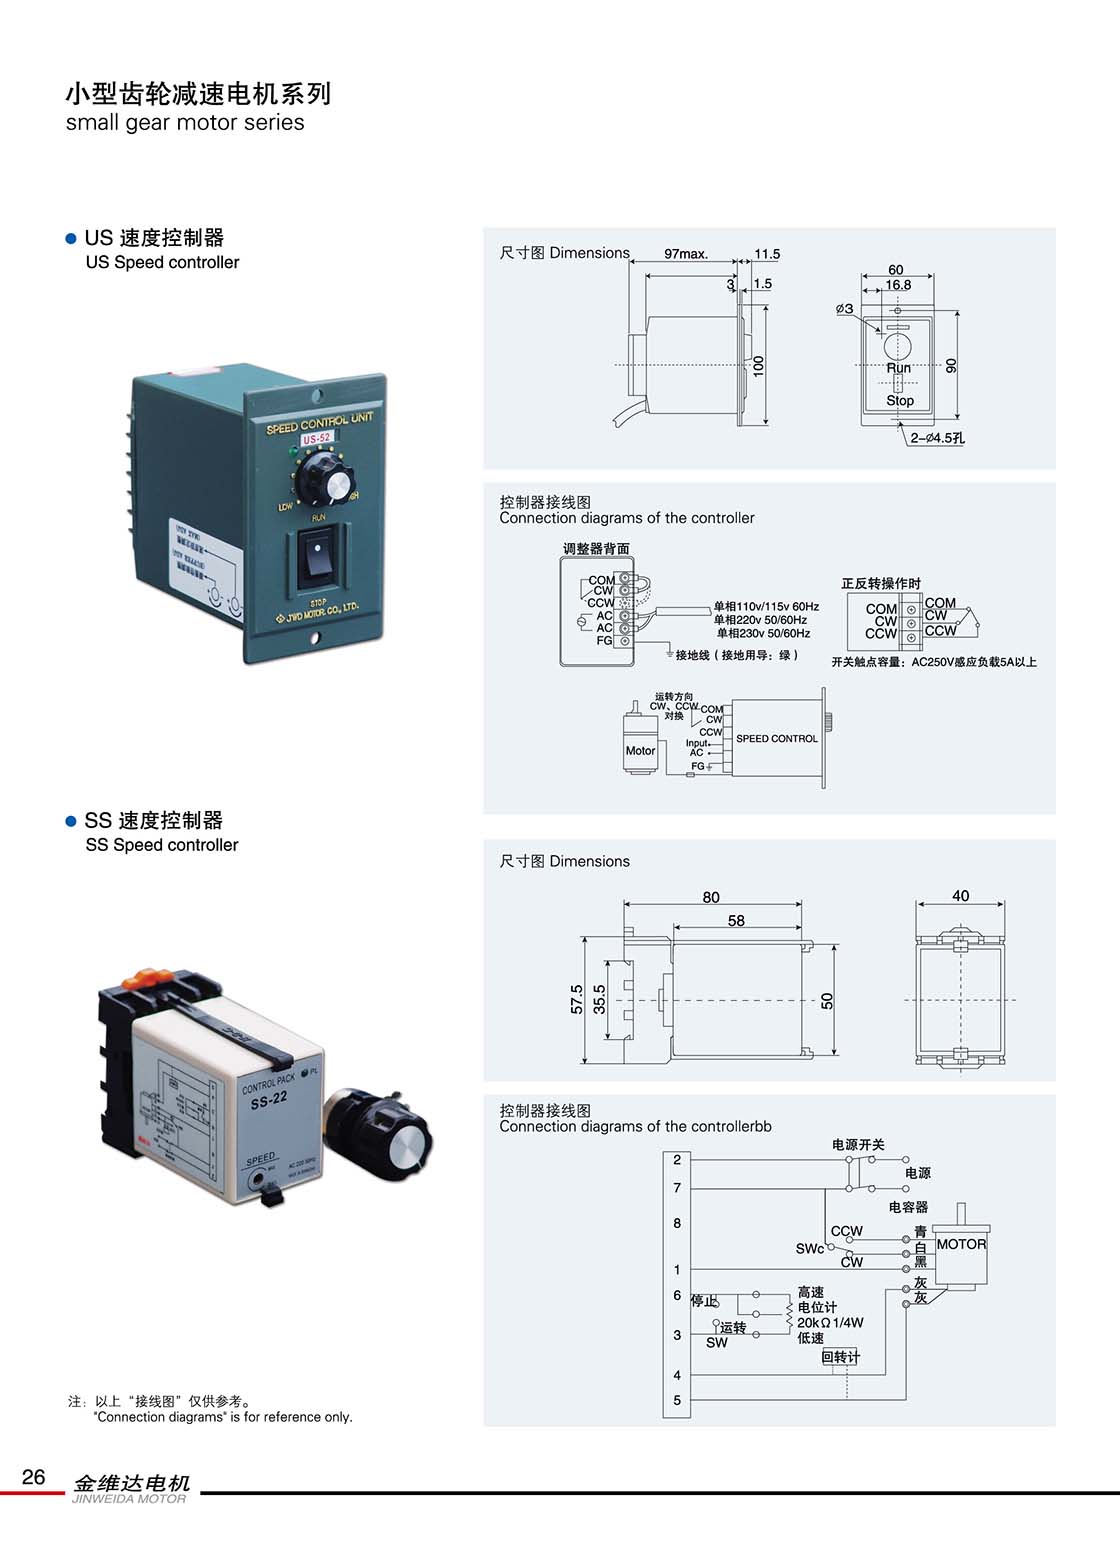 小型齿轮减速电机系列
small gear motor series
US 速度控制器
US Speed controller
SPEED CONTROL UNIT
US-52
LOW
RUN
STOP
JWD MOTOR CO., LTD.
尺寸图 Dimensions
97max.
11.5
3
1.5
100
60
16.8
ø3
Run
Stop
90
2-ø4.5孔
控制器接线图
Connection diagrams of the controller
调整器背面
COM
CW
CCW
AC
AC
FG
单相110v/115v 60Hz
单相220v 50/60Hz
单相230v 50/60Hz
接地线（接地用导：绿）
正反转操作时
COM
CW
CCW
COM
CW
CCW
开关触点容量：AC250V感应负载5A以上
运转方向
CW、CCW
对换
COM
CW
CCW
Input
AC
FG
Motor
SPEED CONTROL
SS 速度控制器
SS Speed controller
CONTROL PACK
PL
SS-22
SPEED
尺寸图 Dimensions
80
58
57.5
35.5
50
40
控制器接线图
Connection diagrams of the controllerbb
2
7
8
1
6
3
4
5
电源开关
电源
电容器
CCW
SWc
CW
青
白
黑
灰
灰
MOTOR
停止
运转
SW
高速
电位计
20kΩ1/4W
低速
回转计
注：以上“接线图”仅供参考。
"Connection diagrams" is for reference only.
26
金维达电机
JINWEIDA MOTOR